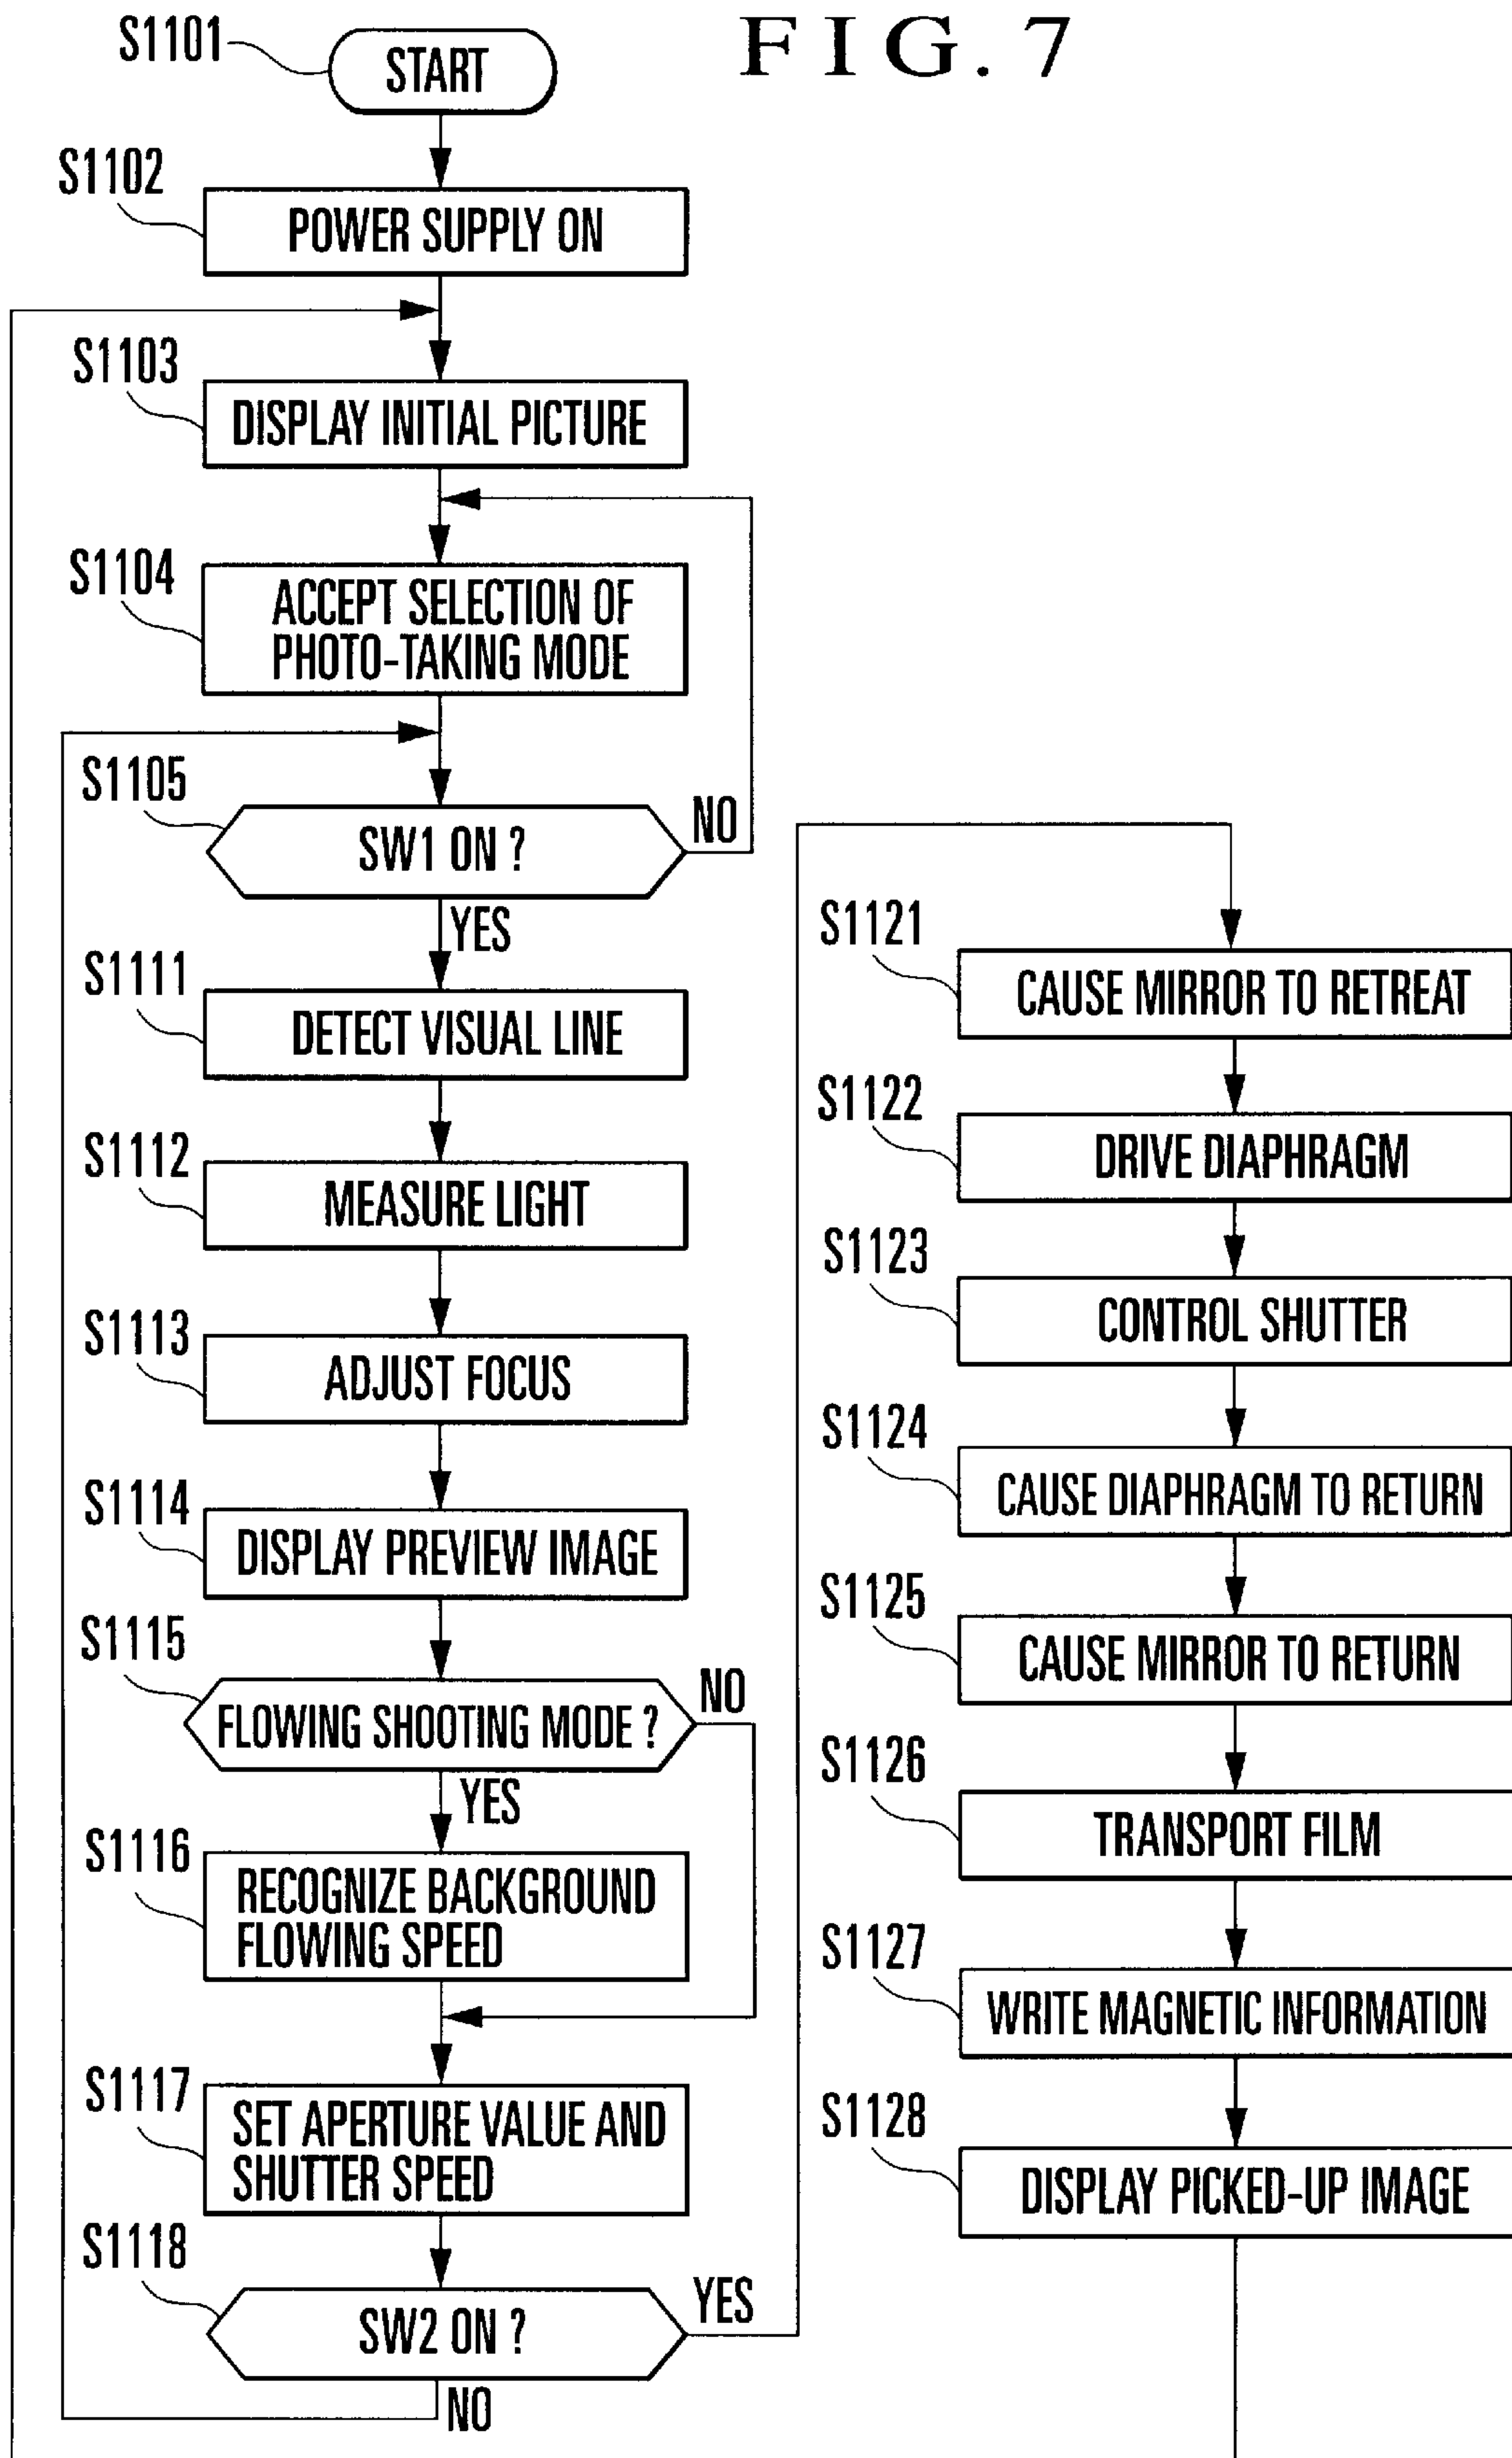 FIG. 7
S1101
START
S1102
POWER SUPPLY ON
S1103
DISPLAY INITIAL PICTURE
S1104
ACCEPT SELECTION OF
PHOTO-TAKING MODE
S1105
SW1 ON ?
NO
YES
S1111
DETECT VISUAL LINE
S1112
MEASURE LIGHT
S1113
ADJUST FOCUS
S1114
DISPLAY PREVIEW IMAGE
S1115
FLOWING SHOOTING MODE ?
NO
YES
S1116
RECOGNIZE BACKGROUND
FLOWING SPEED
S1117
SET APERTURE VALUE AND
SHUTTER SPEED
S1118
SW2 ON ?
YES
NO
S1121
CAUSE MIRROR TO RETREAT
S1122
DRIVE DIAPHRAGM
S1123
CONTROL SHUTTER
S1124
CAUSE DIAPHRAGM TO RETURN
S1125
CAUSE MIRROR TO RETURN
S1126
TRANSPORT FILM
S1127
WRITE MAGNETIC INFORMATION
S1128
DISPLAY PICKED-UP IMAGE